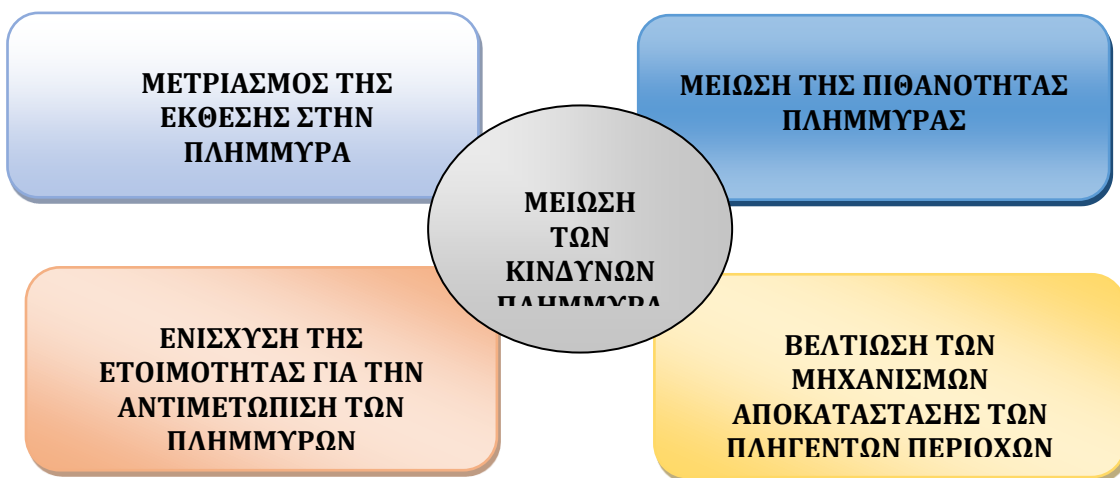 ΜΕΤΡΙΑΣΜΟΣ ΤΗΣ
ΕΚΘΕΣΗΣ ΣΤΗΝ
ΠΛΗΜΜΥΡΑ
ΜΕΙΩΣΗ ΤΗΣ ΠΙΘΑΝΟΤΗΤΑΣ
ΠΛΗΜΜΥΡΑΣ
ΜΕΙΩΣΗ
ΤΩΝ
ΚΙΝΔΥΝΩΝ
ΠΛΗΜΜΥΡΑ
ΕΝΙΣΧΥΣΗ ΤΗΣ
ΕΤΟΙΜΟΤΗΤΑΣ ΓΙΑ ΤΗΝ
ΑΝΤΙΜΕΤΩΠΙΣΗ ΤΩΝ
ΠΛΗΜΜΥΡΩΝ
ΒΕΛΤΙΩΣΗ ΤΩΝ
ΜΗΧΑΝΙΣΜΩΝ
ΑΠΟΚΑΤΑΣΤΑΣΗΣ ΤΩΝ
ΠΛΗΓΕΝΤΩΝ ΠΕΡΙΟΧΩΝ